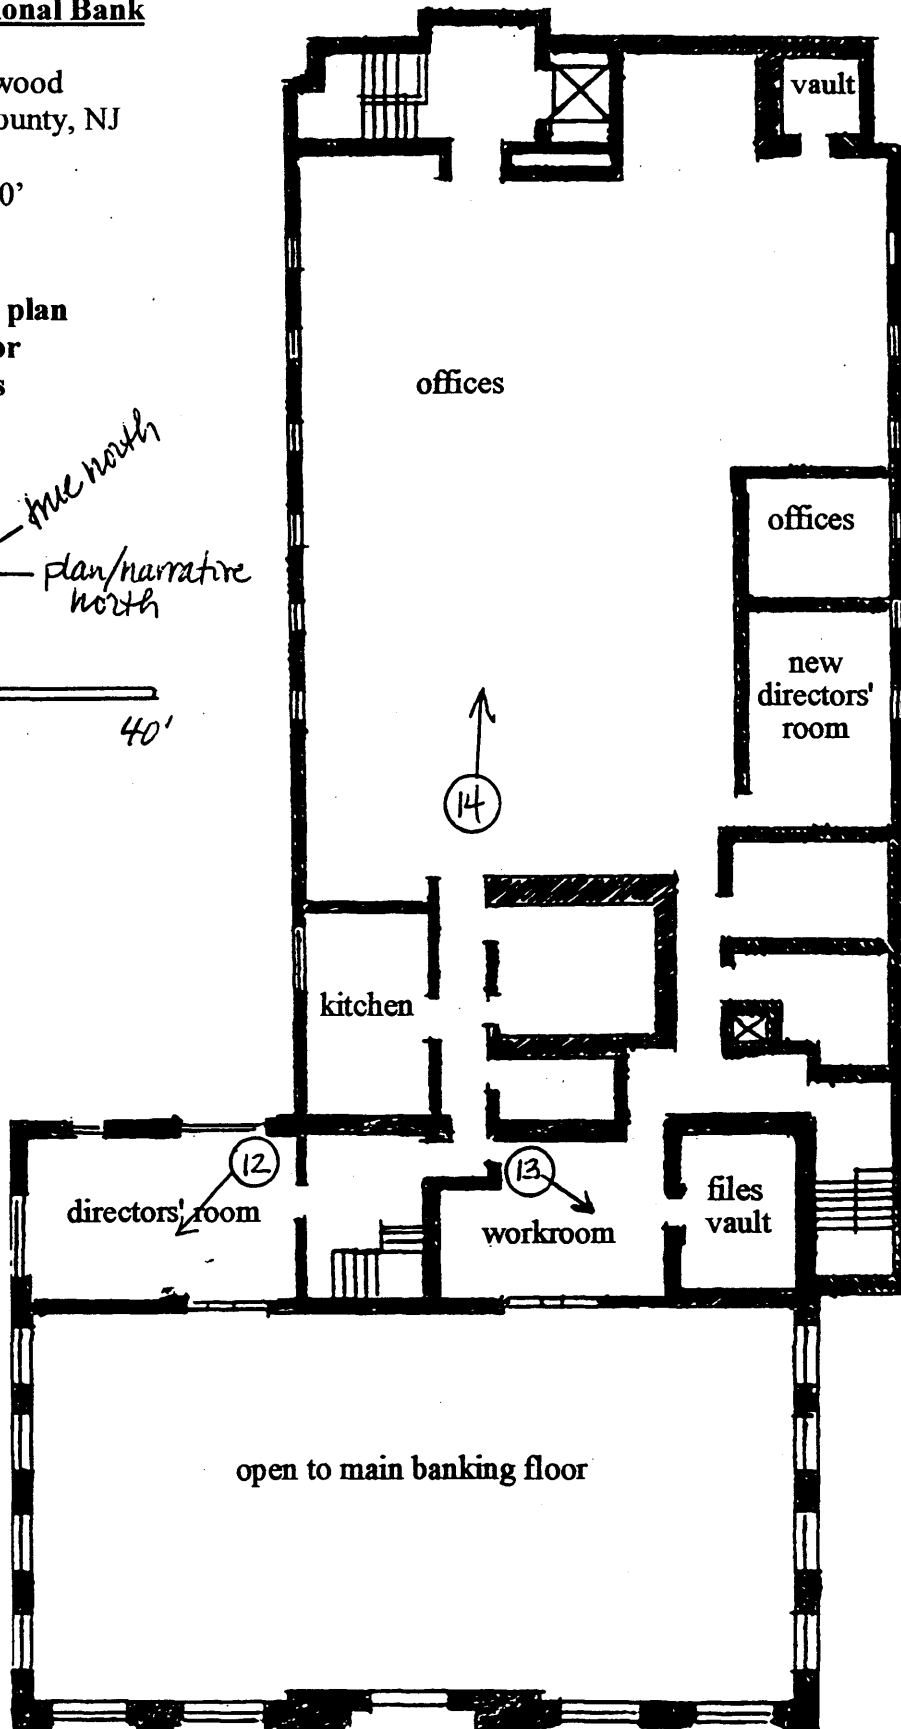 ional Bank
wood
ounty, NJ
0’
plan
or
s
true north
plan/narrative
north
40'
vault
offices
offices
new
directors'
room
14
kitchen
12
13
directors' room
workroom
files
vault
open to main banking floor